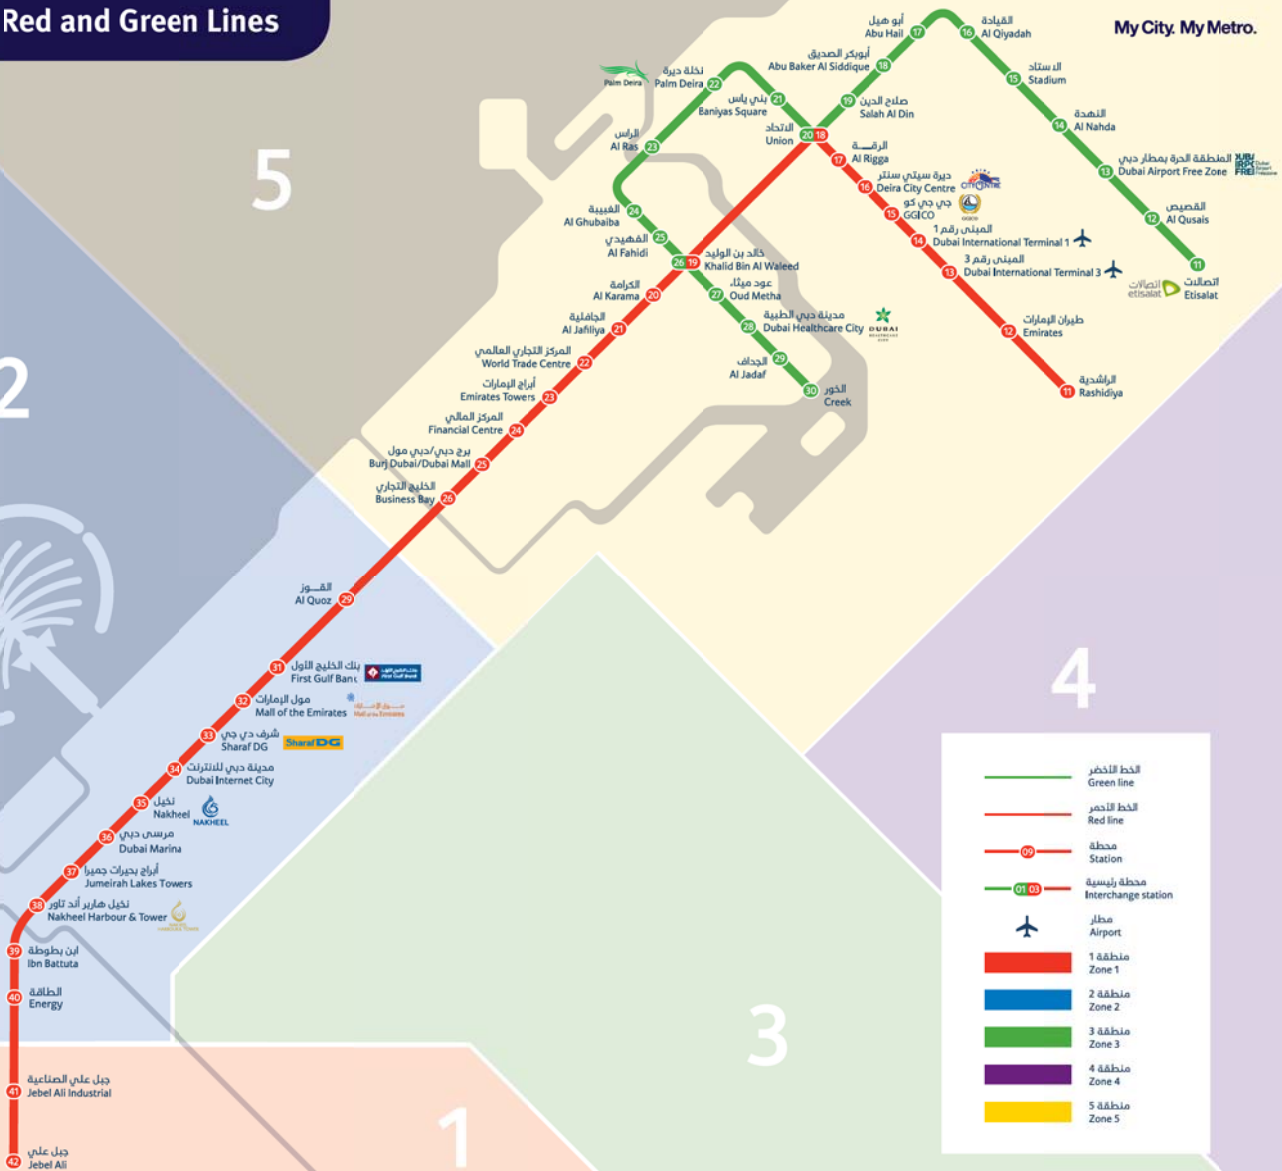 Red and Green Lines
My City. My Metro.
5
2
4
3
1
القيادة
16 Al Qiyadah
أبو هيل
Abu Hail 17
أبوبكر الصديق
Abu Baker Al Siddique 18
صلاح الدين
19 Salah Al Din
الاستاد
15 Stadium
النهدة
14 Al Nahda
المنطقة الحرة بمطار دبي
13 Dubai Airport Free Zone
القصيص
12 Al Qusais
11
اتصالات
Etisalat
اتصالات
etisalat
Palm Deira
نخلة ديرة
Palm Deira 22
بني ياس
Baniyas Square 21
الاتحاد
Union 20 18
الراس
Al Ras 23
الغبيبة
Al Ghubaiba 24
الفهيدي
Al Fahidi 25
خالد بن الوليد
26 19 Khalid Bin Al Waleed
عود ميثاء
27 Oud Metha
مدينة دبي الطبية
28 Dubai Healthcare City
DUBAI
الجداف
Al Jadaf 29
الخور
30 Creek
الرقة
17 Al Rigga
ديرة سيتي سنتر
16 Deira City Centre
CITY CENTRE
جي جي كو
15 GGICO
المبنى رقم 1
14 Dubai International Terminal 1
المبنى رقم 3
13 Dubai International Terminal 3
طيران الإمارات
12 Emirates
الراشدية
11 Rashidiya
الكرامة
Al Karama 20
الجافلية
Al Jafiliya 21
المركز التجاري العالمي
World Trade Centre 22
أبراج الإمارات
Emirates Towers 23
المركز المالي
Financial Centre 24
برج دبي/دبي مول
Burj Dubai/Dubai Mall 25
الخليج التجاري
Business Bay 26
القـوز
Al Quoz 29
بنك الخليج الأول
31 First Gulf Bank
First Gulf Bank
مول الإمارات
32 Mall of the Emirates
Mall of the Emirates
شرف دي جي
33 Sharaf DG
Sharaf DG
مدينة دبي للانترنت
34 Dubai Internet City
نخيل
35 Nakheel
NAKHEEL
مرسى دبي
36 Dubai Marina
أبراج بحيرات جميرا
37 Jumeirah Lakes Towers
نخيل هاربر أند تاور
38 Nakheel Harbour & Tower
ابن بطوطة
39 Ibn Battuta
الطاقة
40 Energy
جبل علي الصناعية
41 Jebel Ali Industrial
جبل علي
42 Jebel Ali
الخط الأخضر
Green line
الخط الأحمر
Red line
09
محطة
Station
01 03
محطة رئيسية
Interchange station
مطار
Airport
منطقة 1
Zone 1
منطقة 2
Zone 2
منطقة 3
Zone 3
منطقة 4
Zone 4
منطقة 5
Zone 5